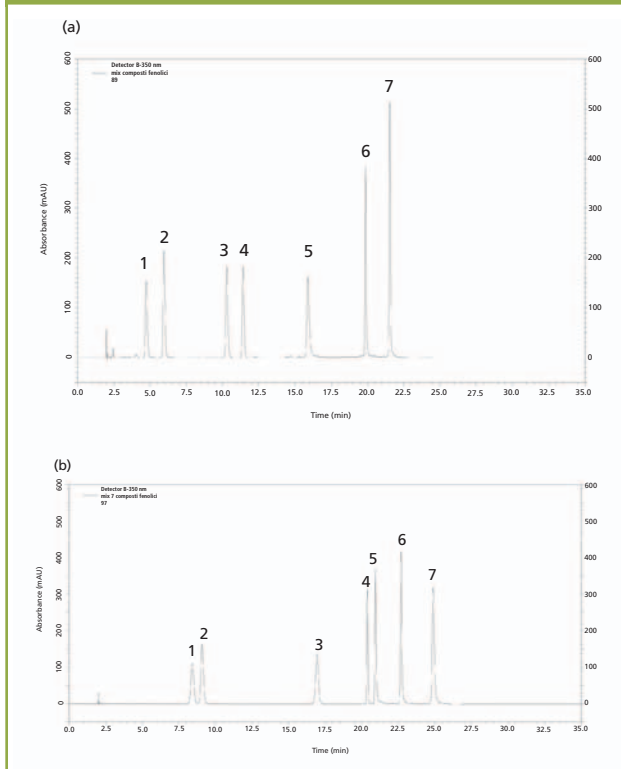 (a)
Detector B-350 nm
mix composti fenolici
89
600 600
500 500
400 400
300 300
200 200
100 100
0 0
Absorbance (mAU)
1 2 3 4 5 6 7
0.0 2.5 5.0 7.5 10.0 12.5 15.0 17.5 20.0 22.5 25.0 27.5 30.0 32.5 35.0
Time (min)
(b)
Detector B-350 nm
mix 7 composti fenolici
97
600 600
500 500
400 400
300 300
200 200
100 100
0 0
Absorbance (mAU)
1 2 3 4 5 6 7
0.0 2.5 5.0 7.5 10.0 12.5 15.0 17.5 20.0 22.5 25.0 27.5 30.0 32.5 35.0
Time (min)